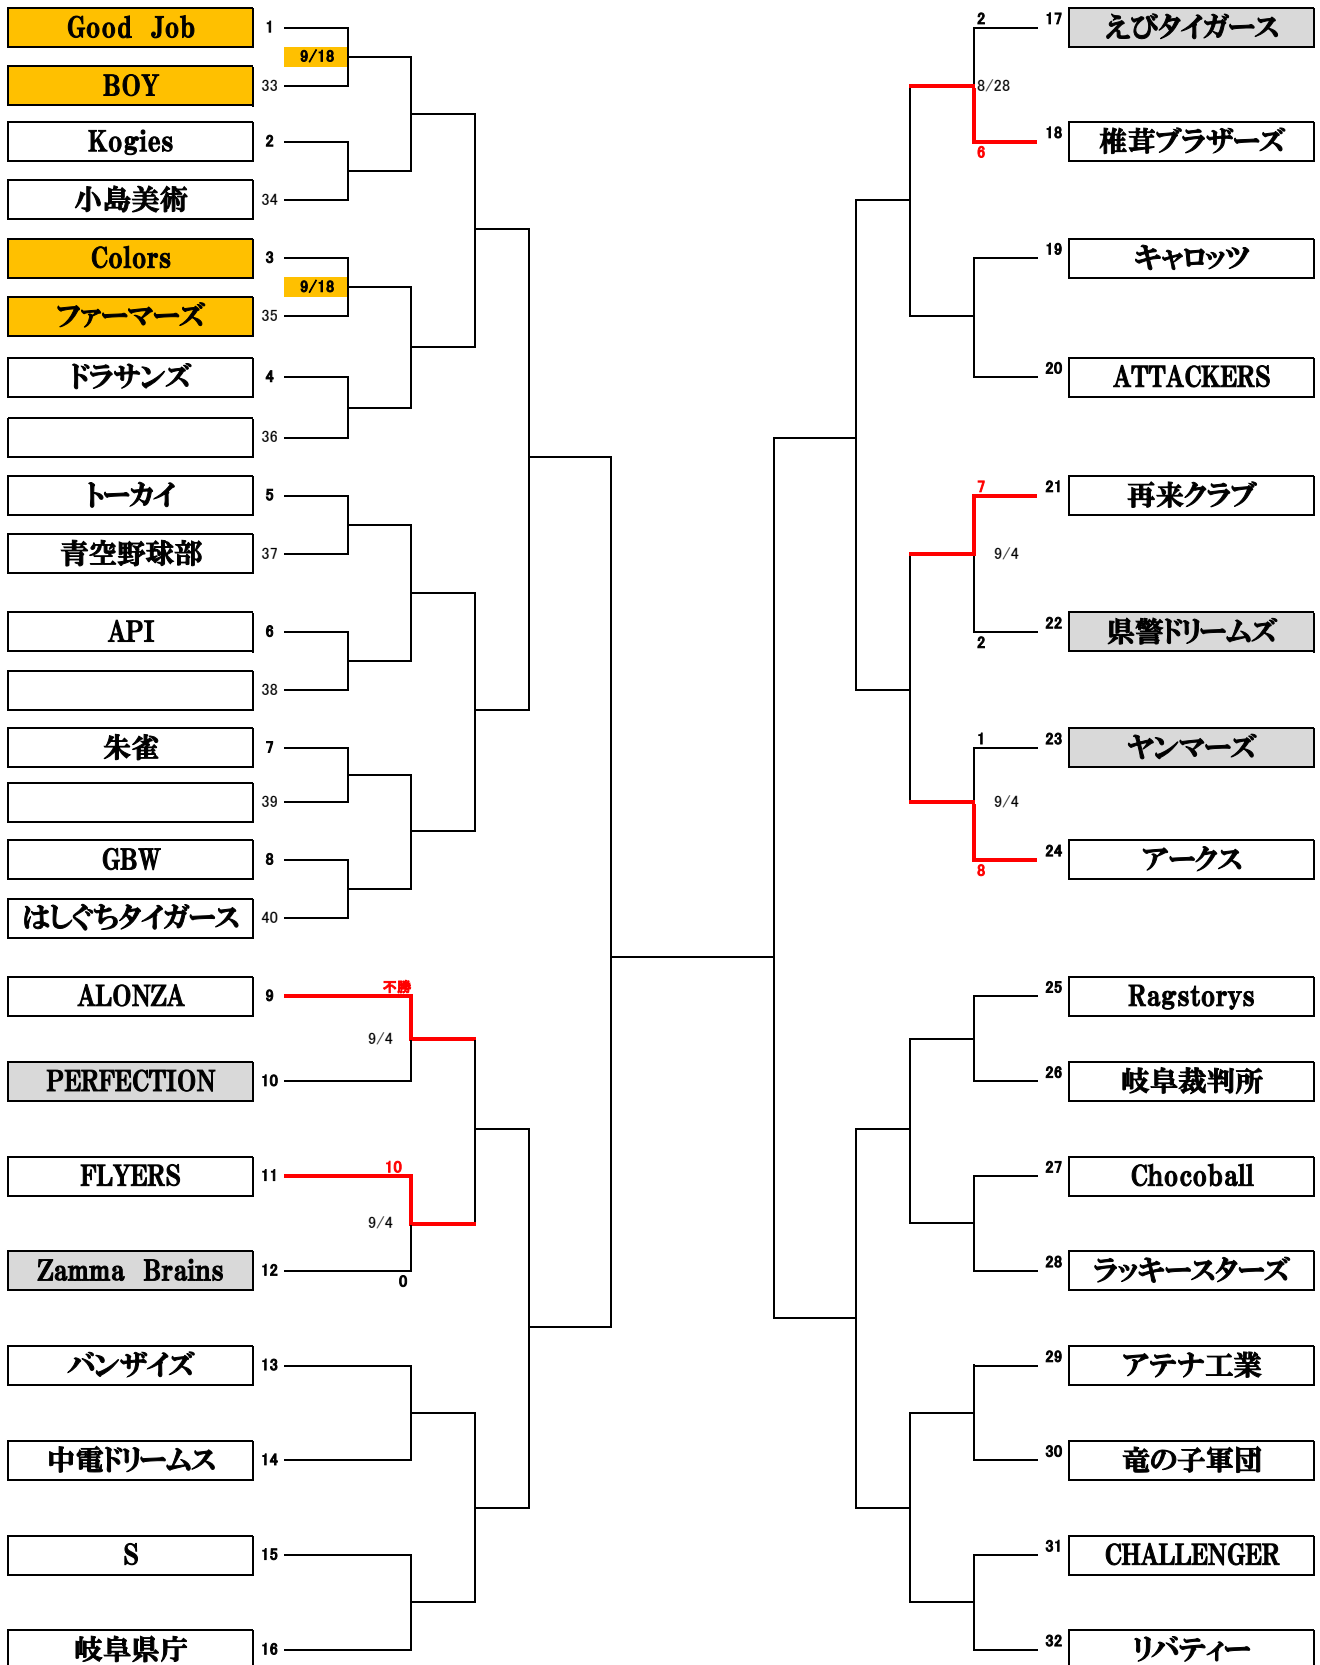 Good Job 1
9/18
BOY 33
Kogies 2
小島美術 34
Colors 3
9/18
ファーマーズ 35
ドラサンズ 4
36
トーカイ 5
青空野球部 37
API 6
38
朱雀 7
39
GBW 8
はしぐちタイガース 40
ALONZA 9 不勝
9/4
PERFECTION 10
FLYERS 11 10
9/4
Zamma Brains 12 0
バンザイズ 13
中電ドリームス 14
S 15
岐阜県庁 16
2 17 えびタイガース
8/28
6 18 椎茸ブラザーズ
19 キャロッツ
20 ATTACKERS
7 21 再来クラブ
9/4
2 22 県警ドリームズ
1 23 ヤンマーズ
9/4
8 24 アークス
25 Ragstorys
26 岐阜裁判所
27 Chocoball
28 ラッキースターズ
29 アテナ工業
30 竜の子軍団
31 CHALLENGER
32 リバティー